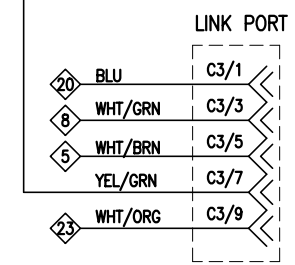 LINK PORT
20 BLU C3/1
8 WHT/GRN C3/3
5 WHT/BRN C3/5
YEL/GRN C3/7
23 WHT/ORG C3/9